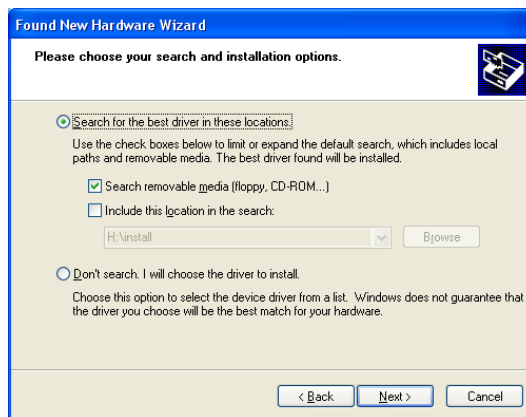 Found New Hardware Wizard
Please choose your search and installation options.
Search for the best driver in these locations.
Use the check boxes below to limit or expand the default search, which includes local
paths and removable media. The best driver found will be installed.
Search removable media (floppy, CD-ROM...)
Include this location in the search:
H:\install
Browse
Don't search. I will choose the driver to install.
Choose this option to select the device driver from a list. Windows does not guarantee that
the driver you choose will be the best match for your hardware.
< Back
Next >
Cancel